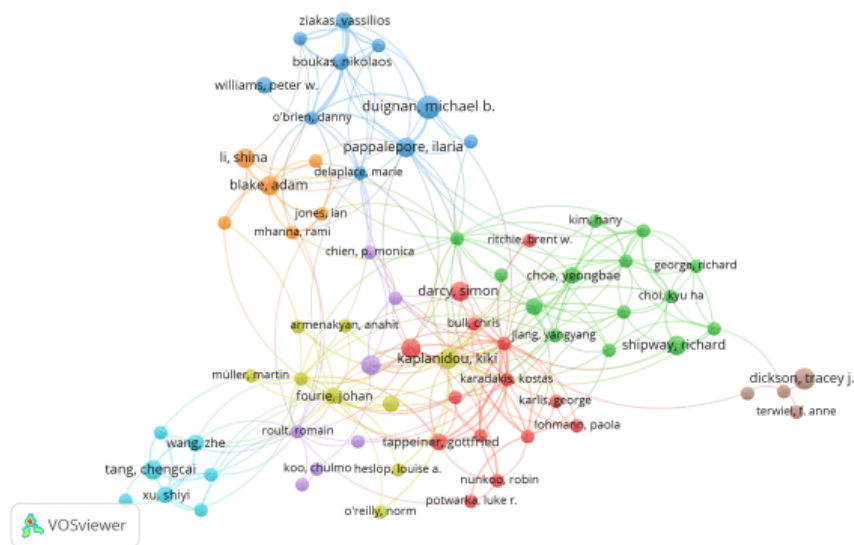 ziakas, vassilios
boukas, nikolaos
williams, peter w.
duignan, michael b.
o'brien, danny
pappalepore, ilaria
li, shina
delaplace, marie
blake, adam
jones, ian
kim, hany
mhanna, rami
ritchie, brent w.
chien, p. monica
george, richard
choe, yeongbae
darcy, simon
choi, kyu ha
armenakyan, anahit
bull, chris
jiang, yangyang
shipway, richard
kaplanidou, kiki
müller, martin
karadakis, kostas
dickson, tracey j.
fourie, johan
karlis, george
terwiel, f. anne
lohmann, paola
roult, romain
wang, zhe
tappeiner, gottfried
tang, chengcai
koo, chulmo
heslop, louise a.
nunkoo, robin
xu, shiyi
potwarka, luke r.
o'reilly, norm
VOSviewer